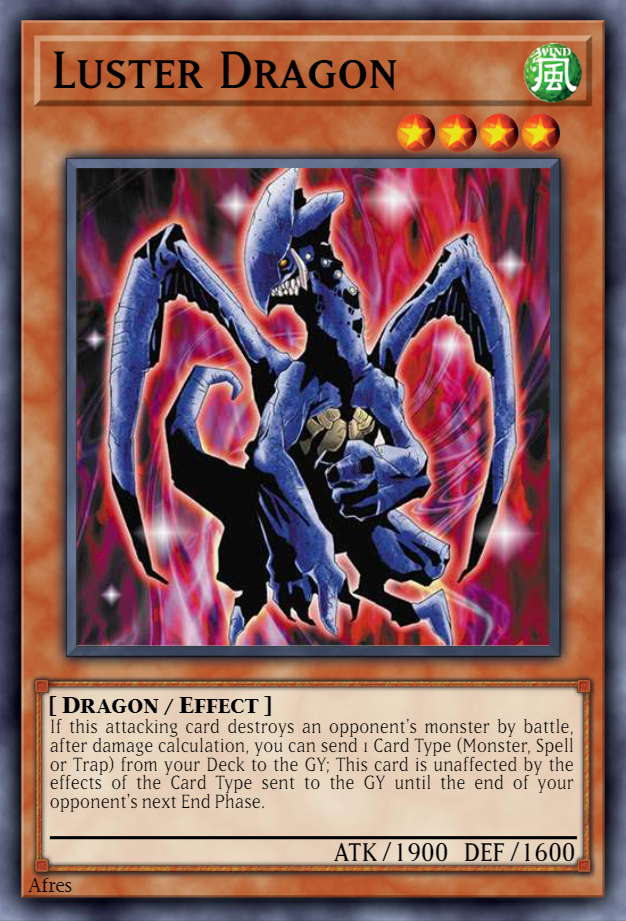 Luster Dragon
WIND
風
[ Dragon / Effect ]
If this attacking card destroys an opponent's monster by battle,
after damage calculation, you can send 1 Card Type (Monster, Spell
or Trap) from your Deck to the GY; This card is unaffected by the
effects of the Card Type sent to the GY until the end of your
opponent's next End Phase.
ATK / 1900 DEF / 1600
Afres